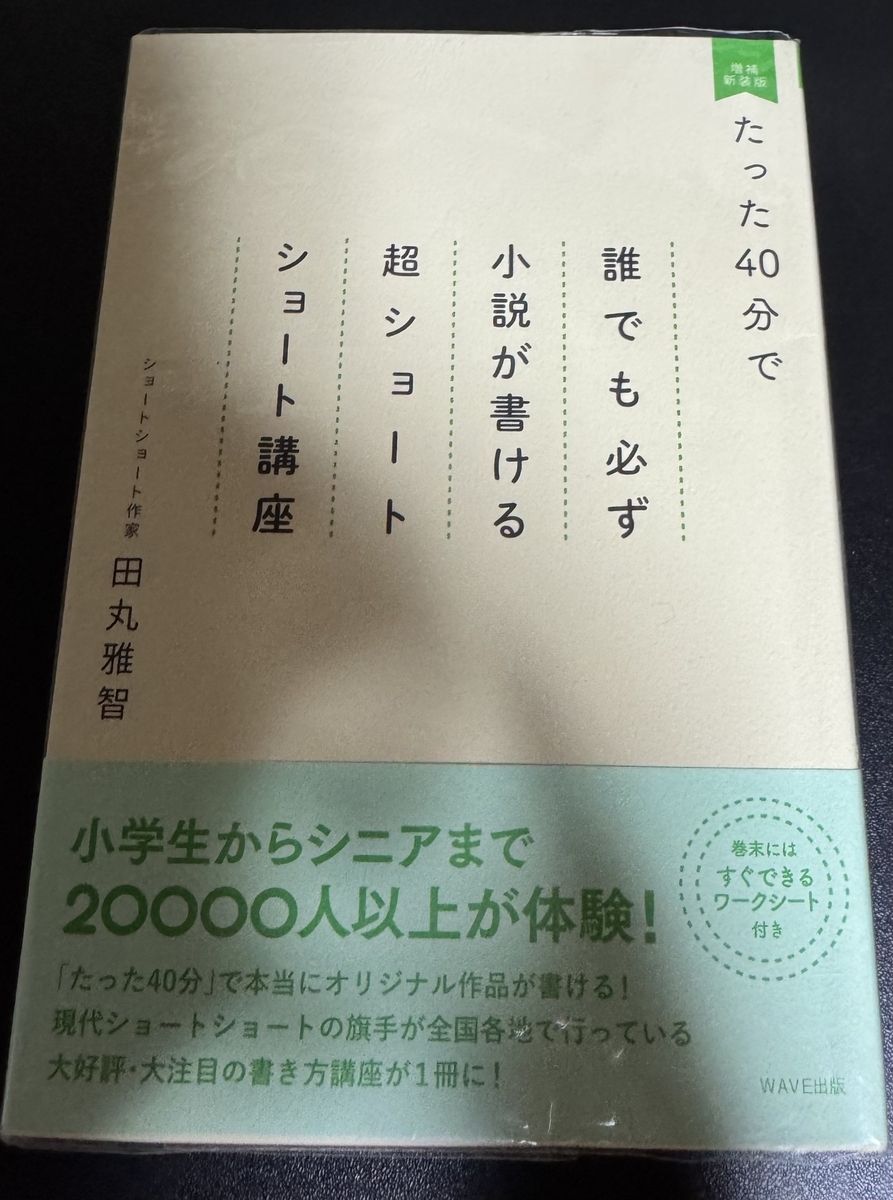 増補
新装版
たった40分で
誰でも必ず
小説が書ける
超ショート
ショート講座
ショートショート作家 田丸雅智
小学生からシニアまで
20000人以上が体験！
「たった40分」で本当にオリジナル作品が書ける！
現代ショートショートの旗手が全国各地で行っている
大好評・大注目の書き方講座が1冊に！
巻末には
すぐできる
ワークシート
付き
WAVE出版